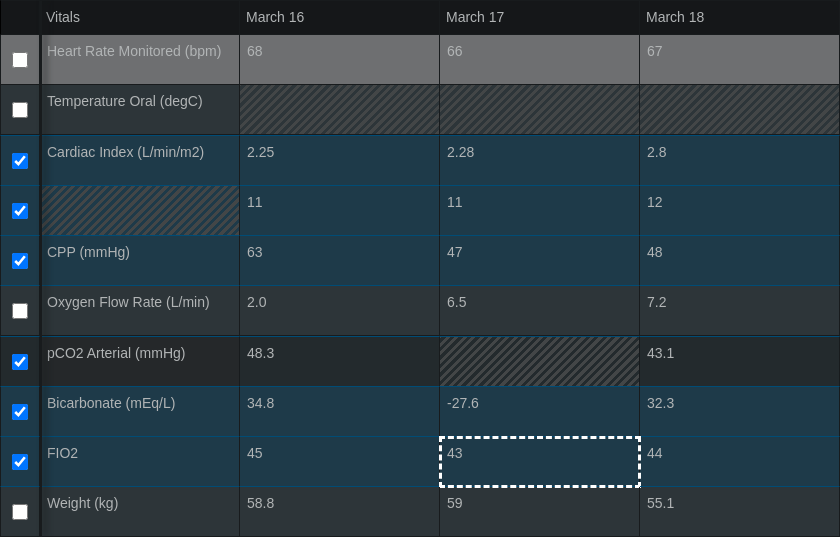 Vitals March 16 March 17 March 18
Heart Rate Monitored (bpm) 68 66 67
Temperature Oral (degC)
Cardiac Index (L/min/m2) 2.25 2.28 2.8
11 11 12
CPP (mmHg) 63 47 48
Oxygen Flow Rate (L/min) 2.0 6.5 7.2
pCO2 Arterial (mmHg) 48.3 43.1
Bicarbonate (mEq/L) 34.8 -27.6 32.3
FIO2 45 43 44
Weight (kg) 58.8 59 55.1